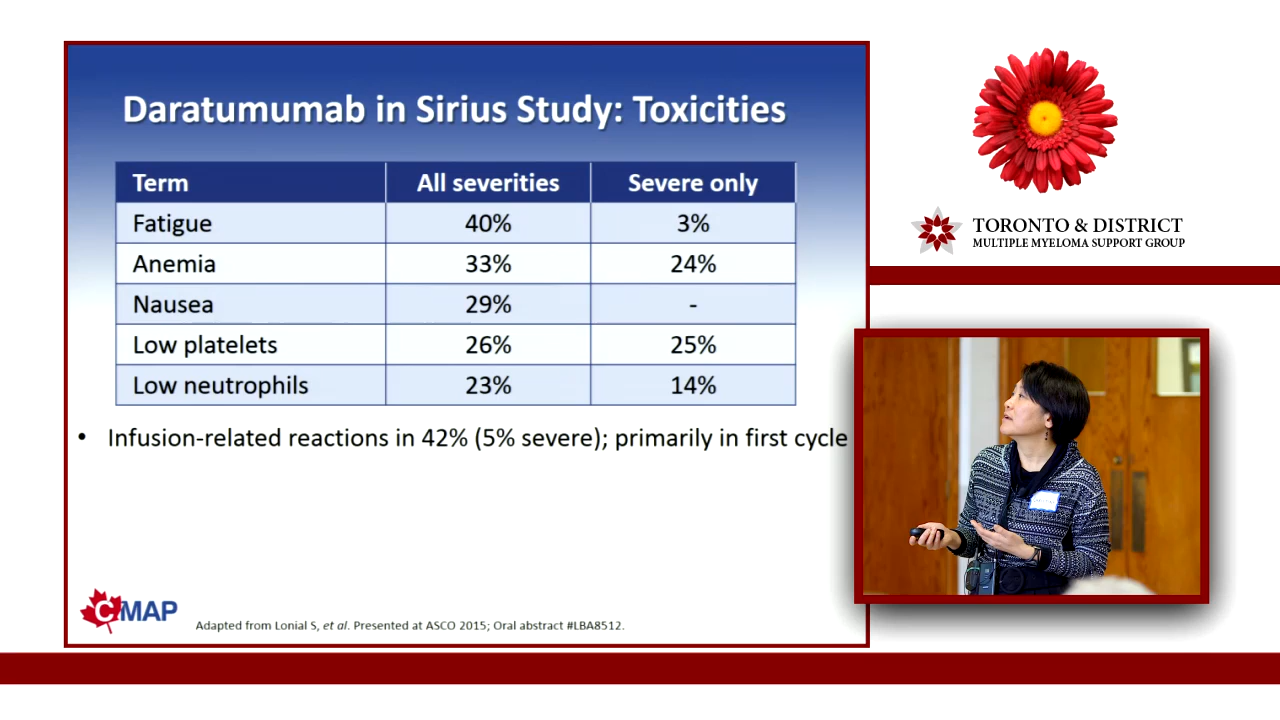 Daratumumab in Sirius Study: Toxicities
Term All severities Severe only
Fatigue 40% 3%
Anemia 33% 24%
Nausea 29% -
Low platelets 26% 25%
Low neutrophils 23% 14%
• Infusion-related reactions in 42% (5% severe); primarily in first cycle
CMAP
Adapted from Lonial S, et al. Presented at ASCO 2015; Oral abstract #LBA8512.
TORONTO & DISTRICT
MULTIPLE MYELOMA SUPPORT GROUP